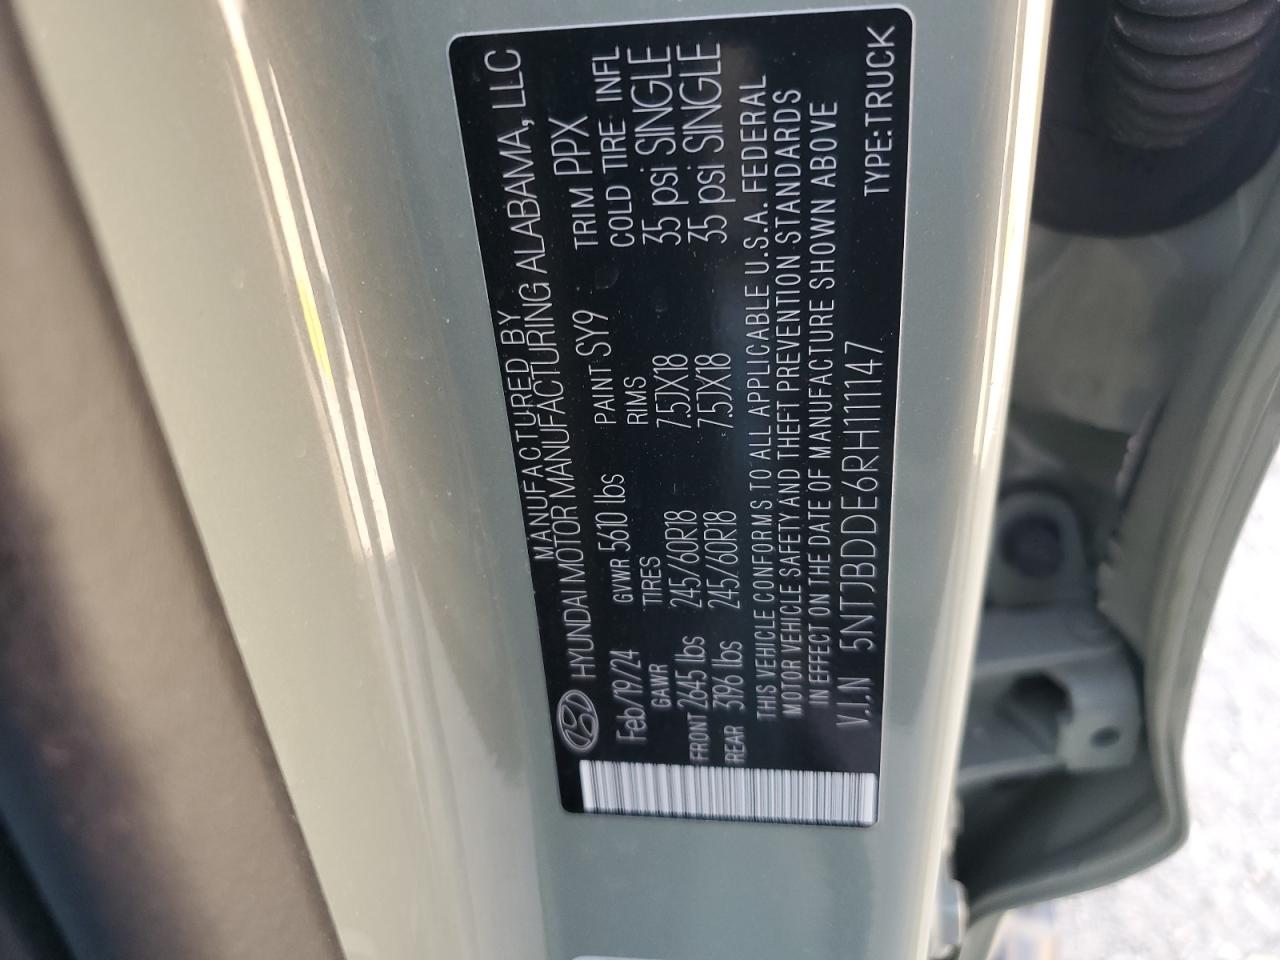 MANUFACTURED BY
HYUNDAI MOTOR MANUFACTURING ALABAMA, LLC
Feb/19/24 GVWR 5610 lbs PAINT SY9 TRIM PPX
GAWR TIRES RIMS COLD TIRE INFL
FRONT 2645 lbs 245/60R18 7.5JX18 35 psi SINGLE
REAR 3196 lbs 245/60R18 7.5JX18 35 psi SINGLE
THIS VEHICLE CONFORMS TO ALL APPLICABLE U.S.A. FEDERAL
MOTOR VEHICLE SAFETY AND THEFT PREVENTION STANDARDS
IN EFFECT ON THE DATE OF MANUFACTURE SHOWN ABOVE
V.I.N 5NTJBDDE6RH111147 TYPE:TRUCK